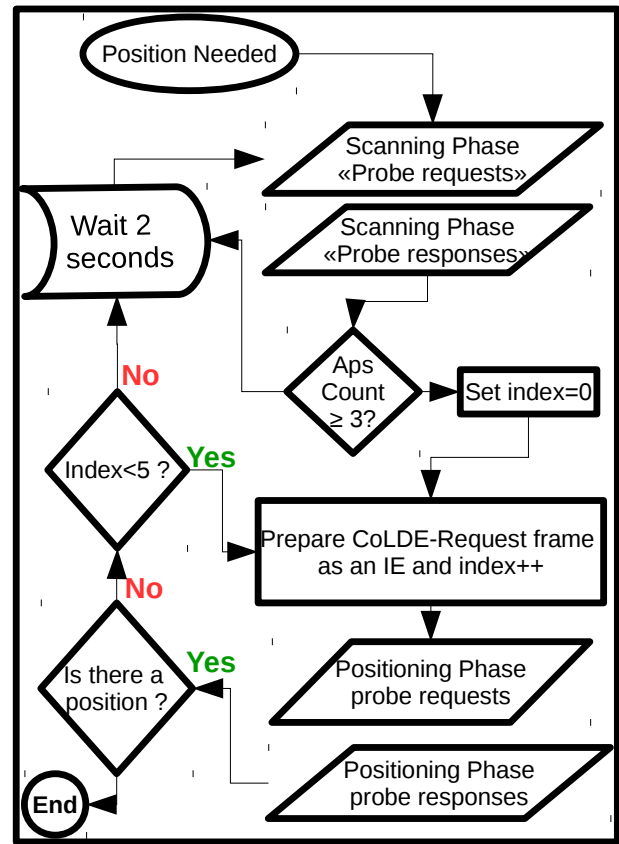 Position Needed
Scanning Phase
«Probe requests»
Scanning Phase
«Probe responses»
Wait 2
seconds
Aps
Count
≥ 3?
Set index=0
No
Index<5 ?
Yes
Prepare CoLDE-Request frame
as an IE and index++
No
Is there a
position ?
Yes
Positioning Phase
probe requests
Positioning Phase
probe responses
End